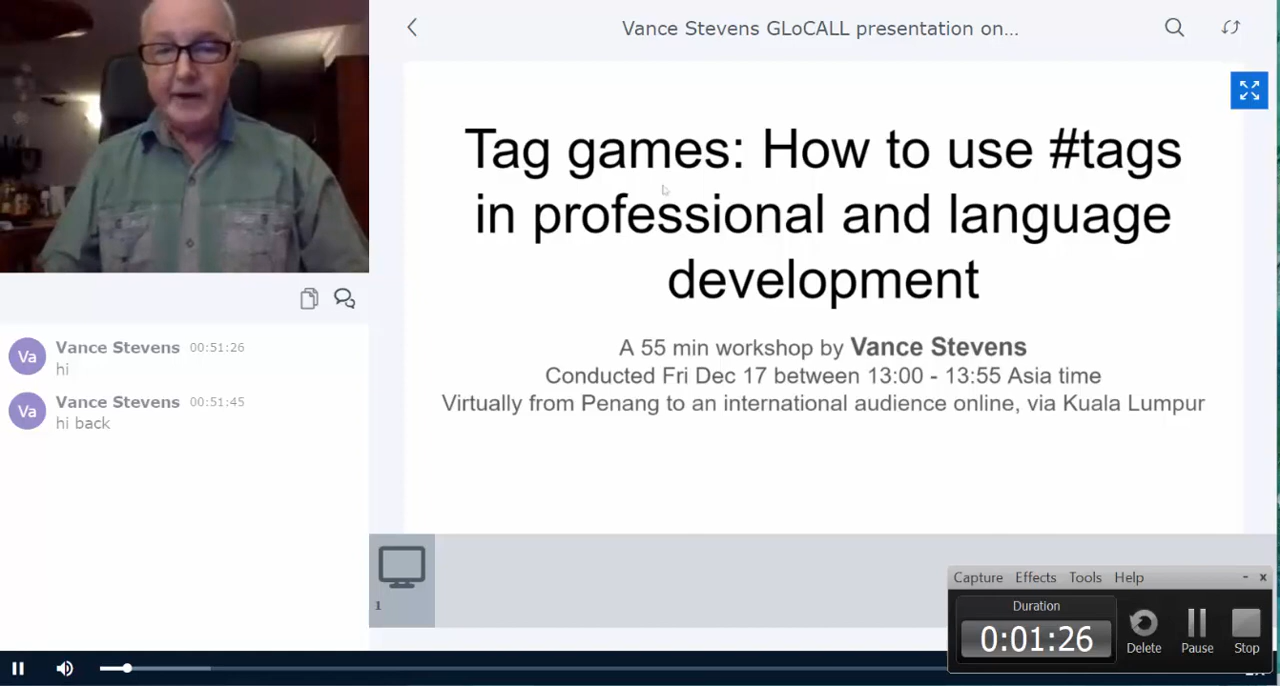 Vance Stevens GLoCALL presentation on...
Tag games: How to use #tags
in professional and language
development
A 55 min workshop by Vance Stevens
Conducted Fri Dec 17 between 13:00 - 13:55 Asia time
Virtually from Penang to an international audience online, via Kuala Lumpur
Va
Vance Stevens 00:51:26
hi
Va
Vance Stevens 00:51:45
hi back
1
Capture Effects Tools Help
Duration
0:01:26
Delete Pause Stop